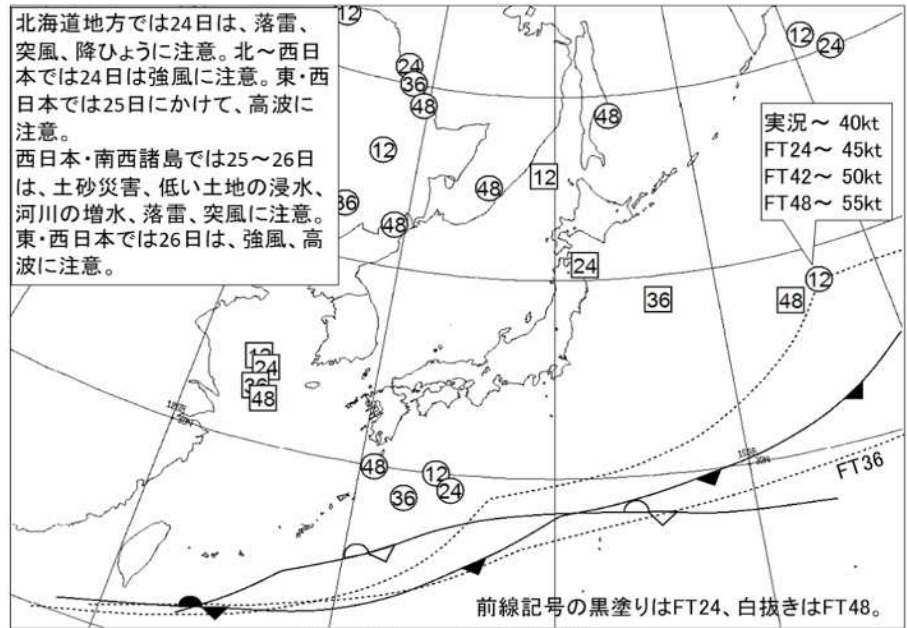 北海道地方では24日は、落雷、
突風、降ひょうに注意。北～西日
本では24日は強風に注意。東・西
日本では25日にかけて、高波に
注意。
西日本・南西諸島では25～26日
は、土砂災害、低い土地の浸水、
河川の増水、落雷、突風に注意。
東・西日本では26日は、強風、高
波に注意。
12
24
36
48
12
36
48
48
12
48
12
24
実況～ 40kt
FT24～ 45kt
FT42～ 50kt
FT48～ 55kt
12
24
36
48
12
24
36
48
48
12
24
36
FT36
前線記号の黒塗りはFT24、白抜きはFT48。